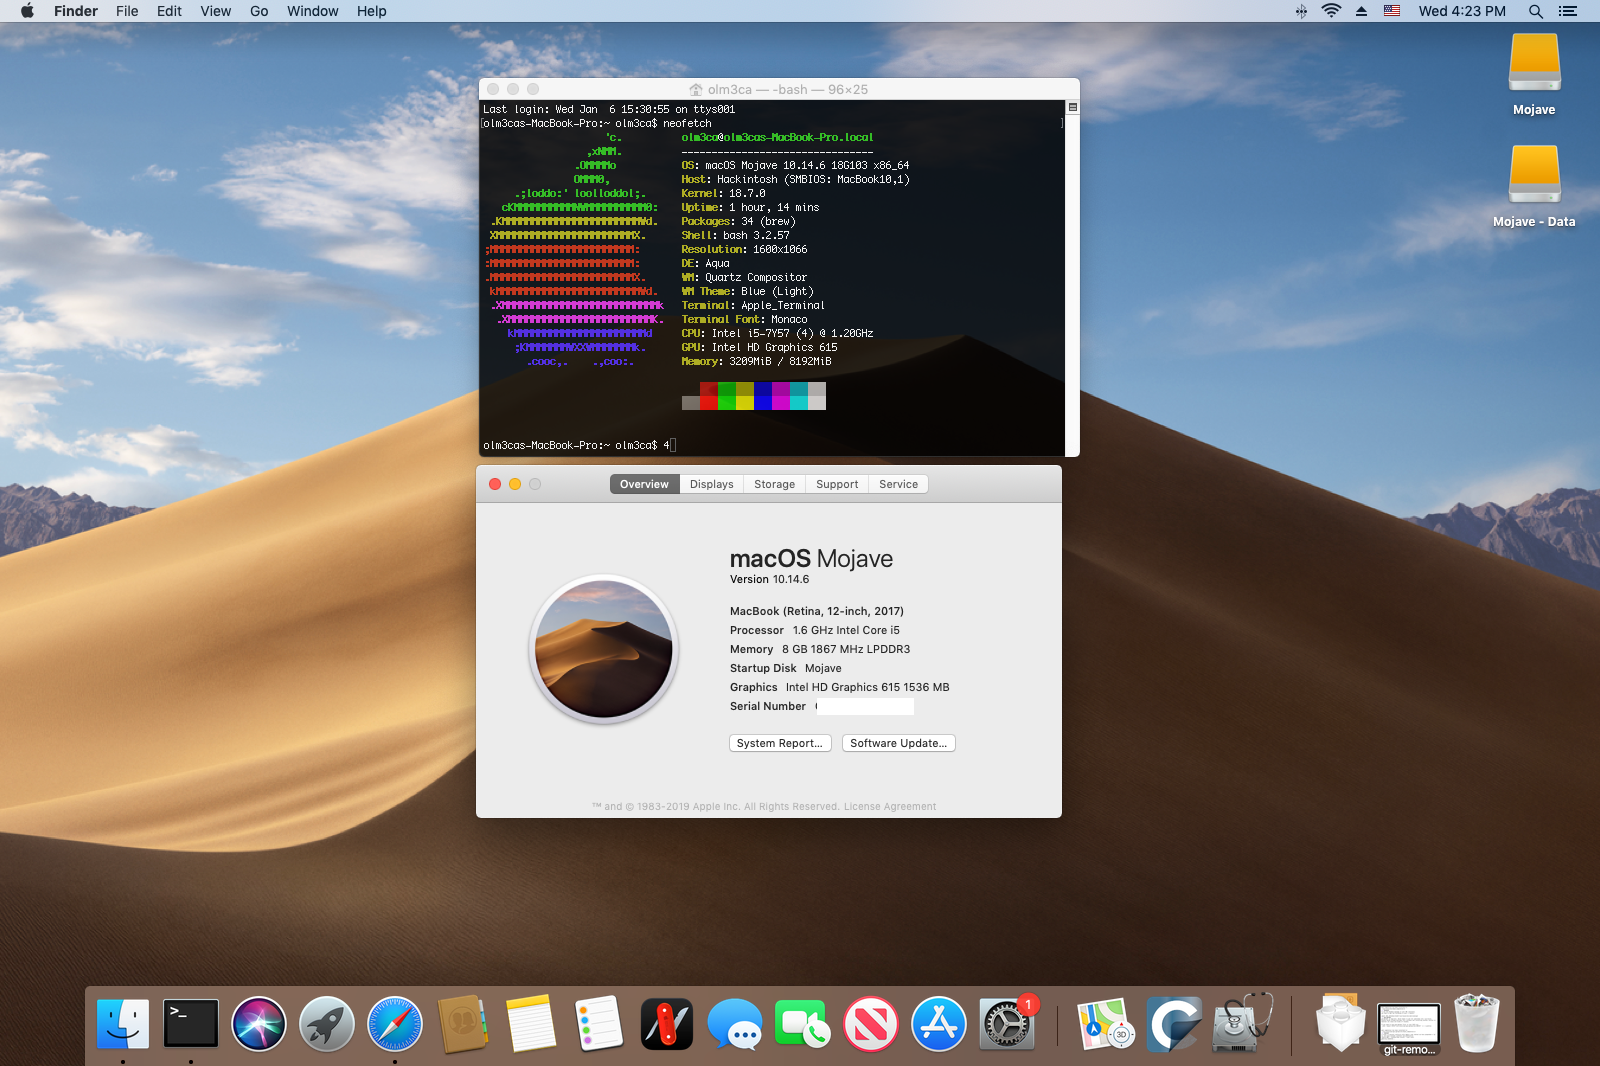 Finder File Edit View Go Window Help Wed 4:23 PM
Mojave
Mojave - Data
olm3ca — -bash — 96×25
Last login: Wed Jan  6 15:30:55 on ttys001
[olm3cas-MacBook-Pro:~ olm3ca$ neofetch ]
'c. olm3ca@olm3cas-MacBook-Pro.local
,xNMM. --------------------------------
.OMMMMo OS: macOS Mojave 10.14.6 18G103 x86_64
OMMM0, Host: Hackintosh (SMBIOS: MacBook10,1)
.;loddo:' loolloddol;. Kernel: 18.7.0
cKMMMMMMMMMMNWMMMMMMMMMM0: Uptime: 1 hour, 14 mins
.KMMMMMMMMMMMMMMMMMMMMMMMWd. Packages: 34 (brew)
XMMMMMMMMMMMMMMMMMMMMMMMX. Shell: bash 3.2.57
;MMMMMMMMMMMMMMMMMMMMMMMM: Resolution: 1600x1066
:MMMMMMMMMMMMMMMMMMMMMMMM: DE: Aqua
.MMMMMMMMMMMMMMMMMMMMMMMMX. WM: Quartz Compositor
kMMMMMMMMMMMMMMMMMMMMMMMMWd. WM Theme: Blue (Light)
.XMMMMMMMMMMMMMMMMMMMMMMMMMMk Terminal: Apple_Terminal
.XMMMMMMMMMMMMMMMMMMMMMMMMK. Terminal Font: Monaco
kMMMMMMMMMMMMMMMMMMMMMMd CPU: Intel i5-7Y57 (4) @ 1.20GHz
;KMMMMMMMWXXWMMMMMMMk. GPU: Intel HD Graphics 615
.cooc,. .,coo:. Memory: 3209MiB / 8192MiB
olm3cas-MacBook-Pro:~ olm3ca$ 4
Overview Displays Storage Support Service
macOS Mojave
Version 10.14.6
MacBook (Retina, 12-inch, 2017)
Processor 1.6 GHz Intel Core i5
Memory 8 GB 1867 MHz LPDDR3
Startup Disk Mojave
Graphics Intel HD Graphics 615 1536 MB
Serial Number
System Report... Software Update...
™ and © 1983-2019 Apple Inc. All Rights Reserved. License Agreement
>_
1
3D
git-remo...